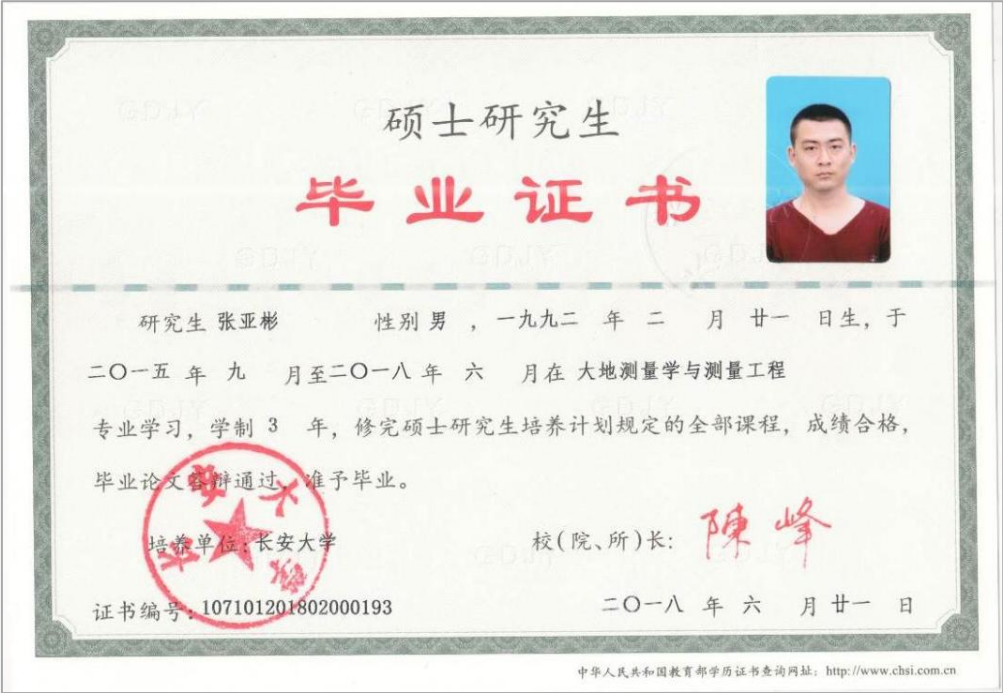 硕士研究生
毕业证书
研究生 张亚彬 性别 男 ，一九九二 年 二 月 廿一 日生，于
二〇一五 年 九 月至二〇一八 年 六 月在 大地测量学与测量工程
专业学习，学制 3 年，修完硕士研究生培养计划规定的全部课程，成绩合格，
毕业论文答辩通过，准予毕业。
培养单位：长安大学 校（院、所）长： 陳峰
证书编号：107101201802000193 二〇一八 年 六 月 廿一 日
中华人民共和国教育部学历证书查询网址：http://www.chsi.com.cn
长安大学